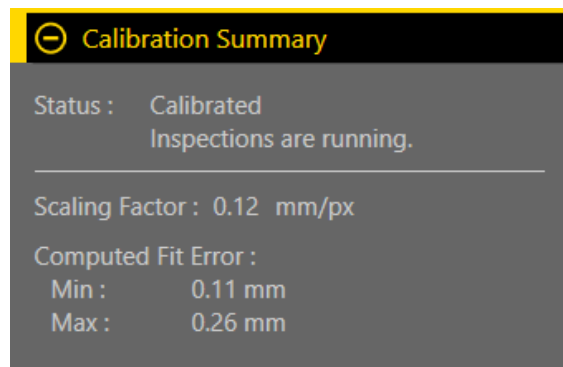 Calibration Summary
Status : Calibrated
Inspections are running.
Scaling Factor : 0.12 mm/px
Computed Fit Error :
Min : 0.11 mm
Max : 0.26 mm